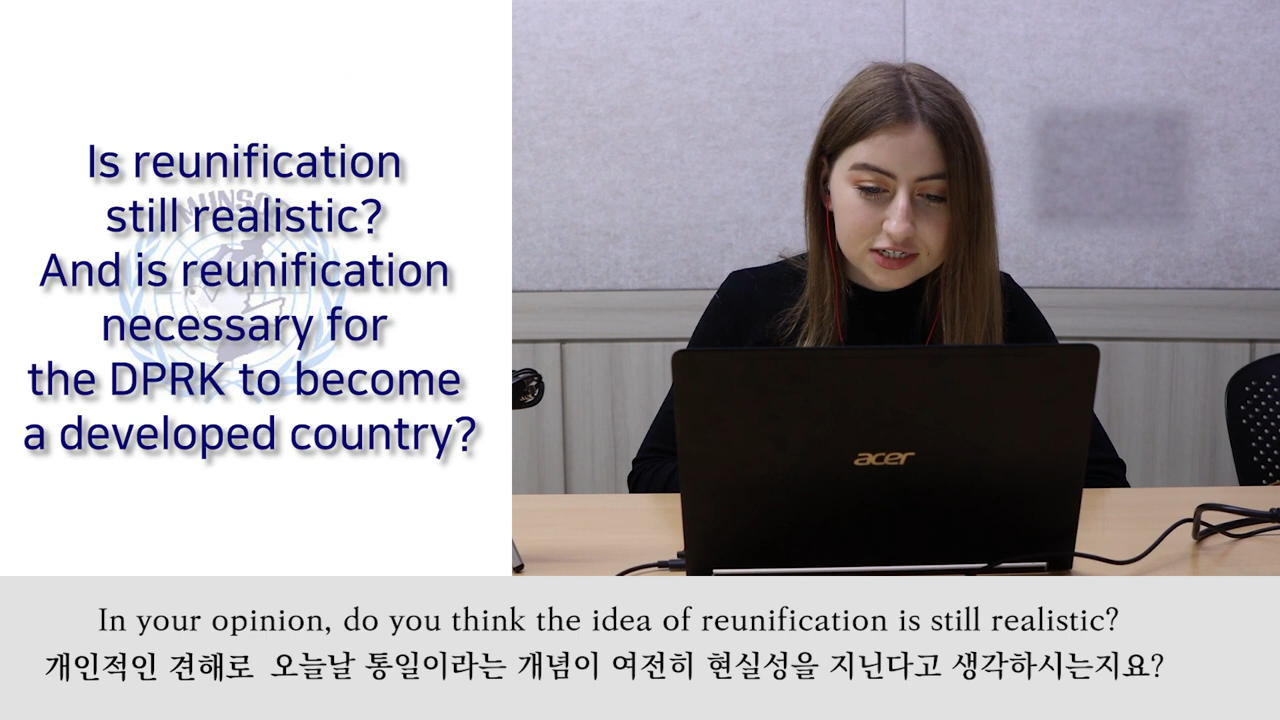 Is reunification
still realistic?
And is reunification
necessary for
the DPRK to become
a developed country?
acer
In your opinion, do you think the idea of reunification is still realistic?
개인적인 견해로 오늘날 통일이라는 개념이 여전히 현실성을 지닌다고 생각하시는지요?